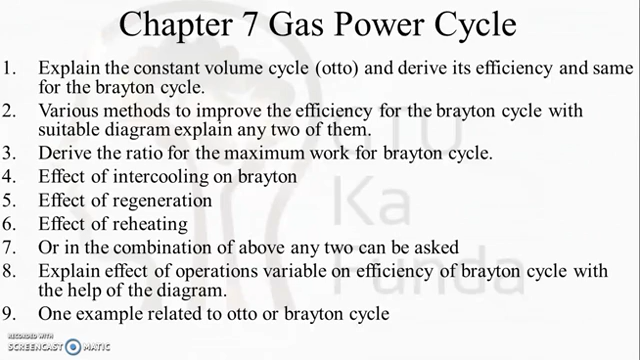 Chapter 7 Gas Power Cycle
1. Explain the constant volume cycle (otto) and derive its efficiency and same
for the brayton cycle.
2. Various methods to improve the efficiency for the brayton cycle with
suitable diagram explain any two of them.
3. Derive the ratio for the maximum work for brayton cycle.
4. Effect of intercooling on brayton
5. Effect of regeneration
6. Effect of reheating
7. Or in the combination of above any two can be asked
8. Explain effect of operations variable on efficiency of brayton cycle with
the help of the diagram.
9. One example related to otto or brayton cycle
GTU
Ka
Funda
RECORDED WITH
SCREENCAST MATIC